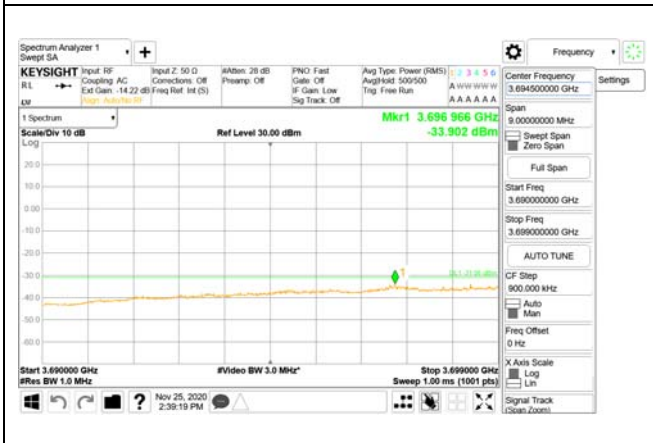 Spectrum Analyzer 1
Swept SA
+
Frequency
KEYSIGHT
RL
Input: RF
Coupling: AC
Ext Gain: -14.22 dB
Align: Auto/No RF
Input Z: 50 Ω
Corrections: Off
Freq Ref: Int (S)
#Atten: 28 dB
Preamp: Off
PNO: Fast
Gate: Off
IF Gain: Low
Sig Track: Off
Avg Type: Power (RMS)
Avg|Hold: 500/500
Trig: Free Run
1 2 3 4 5 6
A W W W W W
A A A A A A
1 Spectrum
Scale/Div 10 dB
Log
Ref Level 30.00 dBm
Mkr1 3.696 966 GHz
-33.902 dBm
20.0
10.0
0.00
-10.0
-20.0
-30.0
-40.0
-50.0
-60.0
1
Start 3.690000 GHz
#Res BW 1.0 MHz
#Video BW 3.0 MHz*
Stop 3.699000 GHz
Sweep 1.00 ms (1001 pts)
?
Nov 25, 2020
2:39:19 PM
Center Frequency
3.694500000 GHz
Settings
Span
9.00000000 MHz
Swept Span
Zero Span
Full Span
Start Freq
3.690000000 GHz
Stop Freq
3.699000000 GHz
AUTO TUNE
CF Step
900.000 kHz
Auto
Man
Freq Offset
0 Hz
X Axis Scale
Log
Lin
Signal Track
(Span Zoom)